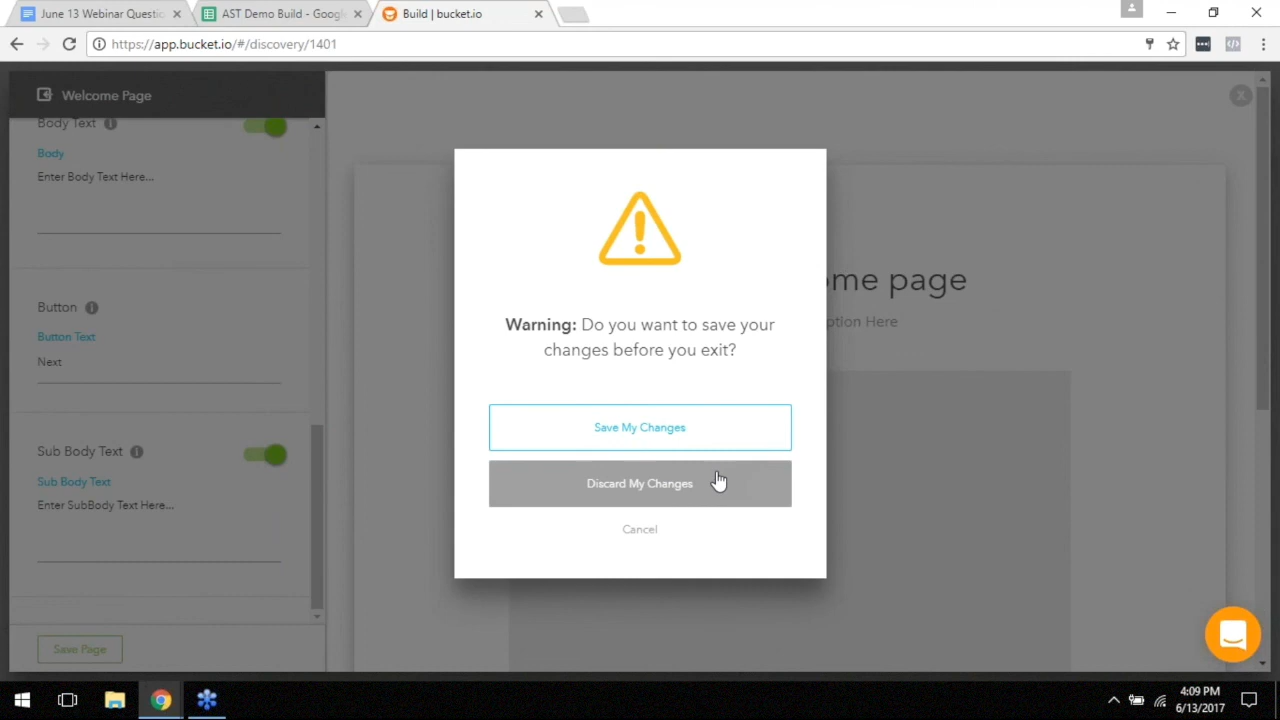 June 13 Webinar Questio
AST Demo Build - Google
Build | bucket.io
https://app.bucket.io/#/discovery/1401
Welcome Page
Body Text
Body
Enter Body Text Here...
Button
Button Text
Next
Sub Body Text
Sub Body Text
Enter SubBody Text Here...
Save Page
ome page
ption Here
Warning: Do you want to save your
changes before you exit?
Save My Changes
Discard My Changes
Cancel
4:09 PM
6/13/2017